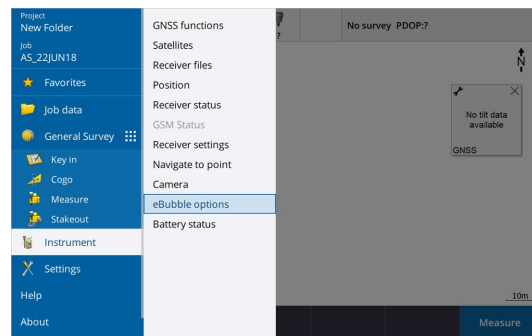 Project
New Folder
Job
AS_22JUN18
Favorites
Job data
General Survey
Key in
Cogo
Measure
Stakeout
Instrument
Settings
Help
About
GNSS functions
Satellites
Receiver files
Position
Receiver status
GSM Status
Receiver settings
Navigate to point
Camera
eBubble options
Battery status
?
No survey PDOP:?
N
No tilt data
available
GNSS
10m
Measure